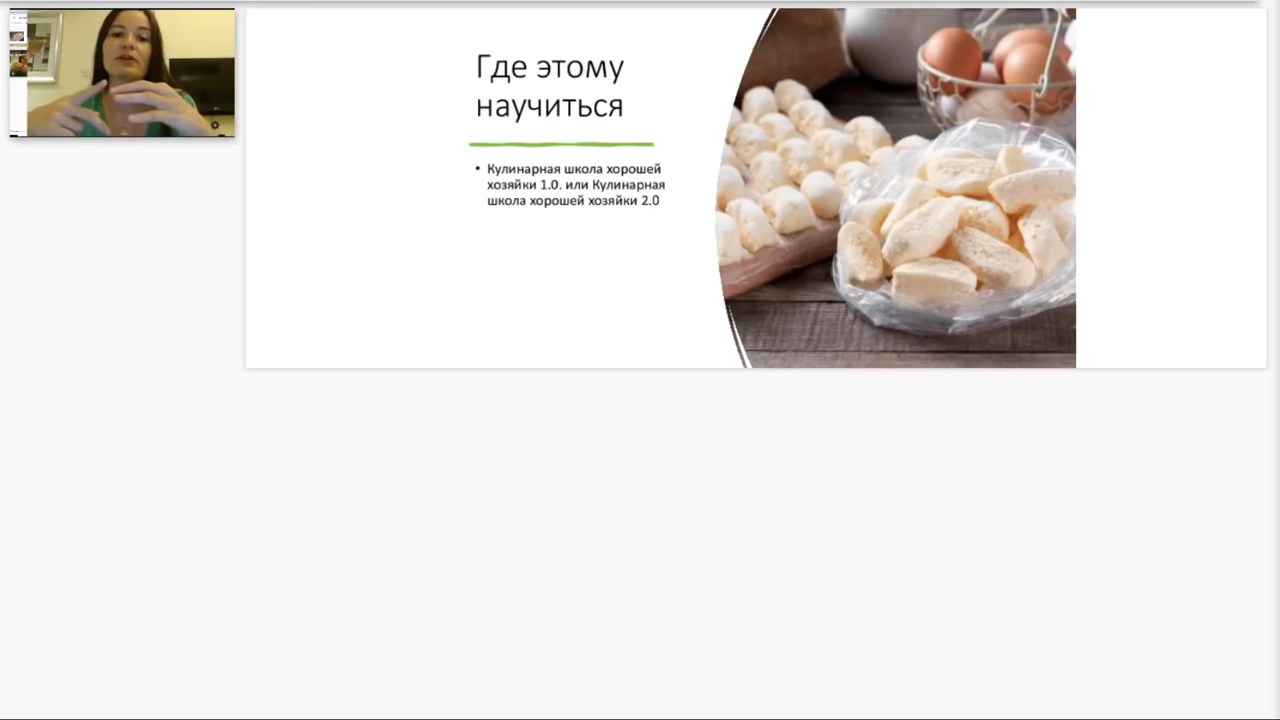 Где этому
научиться
• Кулинарная школа хорошей
хозяйки 1.0. или Кулинарная
школа хорошей хозяйки 2.0